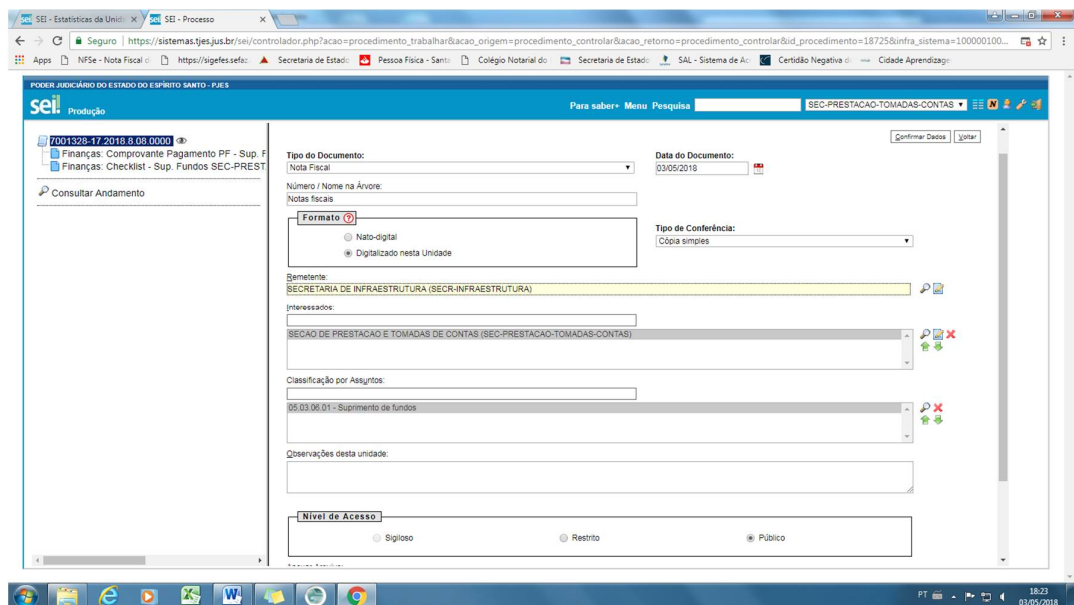 SEI - Estatísticas da Unid
SEI - Processo
Seguro | https://sistemas.tjes.jus.br/sei/controlador.php?acao=procedimento_trabalhar&acao_origem=procedimento_controlar&acao_retorno=procedimento_controlar&id_procedimento=18725&infra_sistema=100000100...
Apps NFSe - Nota Fiscal d https://sigefes.sefaz. Secretaria de Estado Pessoa Física - Santa Colégio Notarial do Secretaria de Estado SAL - Sistema de Ac Certidão Negativa d Cidade Aprendizage
PODER JUDICIÁRIO DO ESTADO DO ESPÍRITO SANTO - PJES
sei! Produção Para saber+ Menu Pesquisa SEC-PRESTACAO-TOMADAS-CONTAS
7001328-17.2018.8.08.0000
Finanças: Comprovante Pagamento PF - Sup. F
Finanças: Checklist - Sup. Fundos SEC-PREST
Consultar Andamento
Confirmar Dados Voltar
Tipo do Documento: Data do Documento:
Nota Fiscal 03/05/2018
Número / Nome na Árvore:
Notas fiscais
Formato
Nato-digital
Digitalizado nesta Unidade
Tipo de Conferência:
Cópia simples
Remetente:
SECRETARIA DE INFRAESTRUTURA (SECR-INFRAESTRUTURA)
Interessados:
SECAO DE PRESTACAO E TOMADAS DE CONTAS (SEC-PRESTACAO-TOMADAS-CONTAS)
Classificação por Assuntos:
05.03.06.01 - Suprimento de fundos
Observações desta unidade:
Nível de Acesso
Sigiloso Restrito Público
PT 18:23
03/05/2018